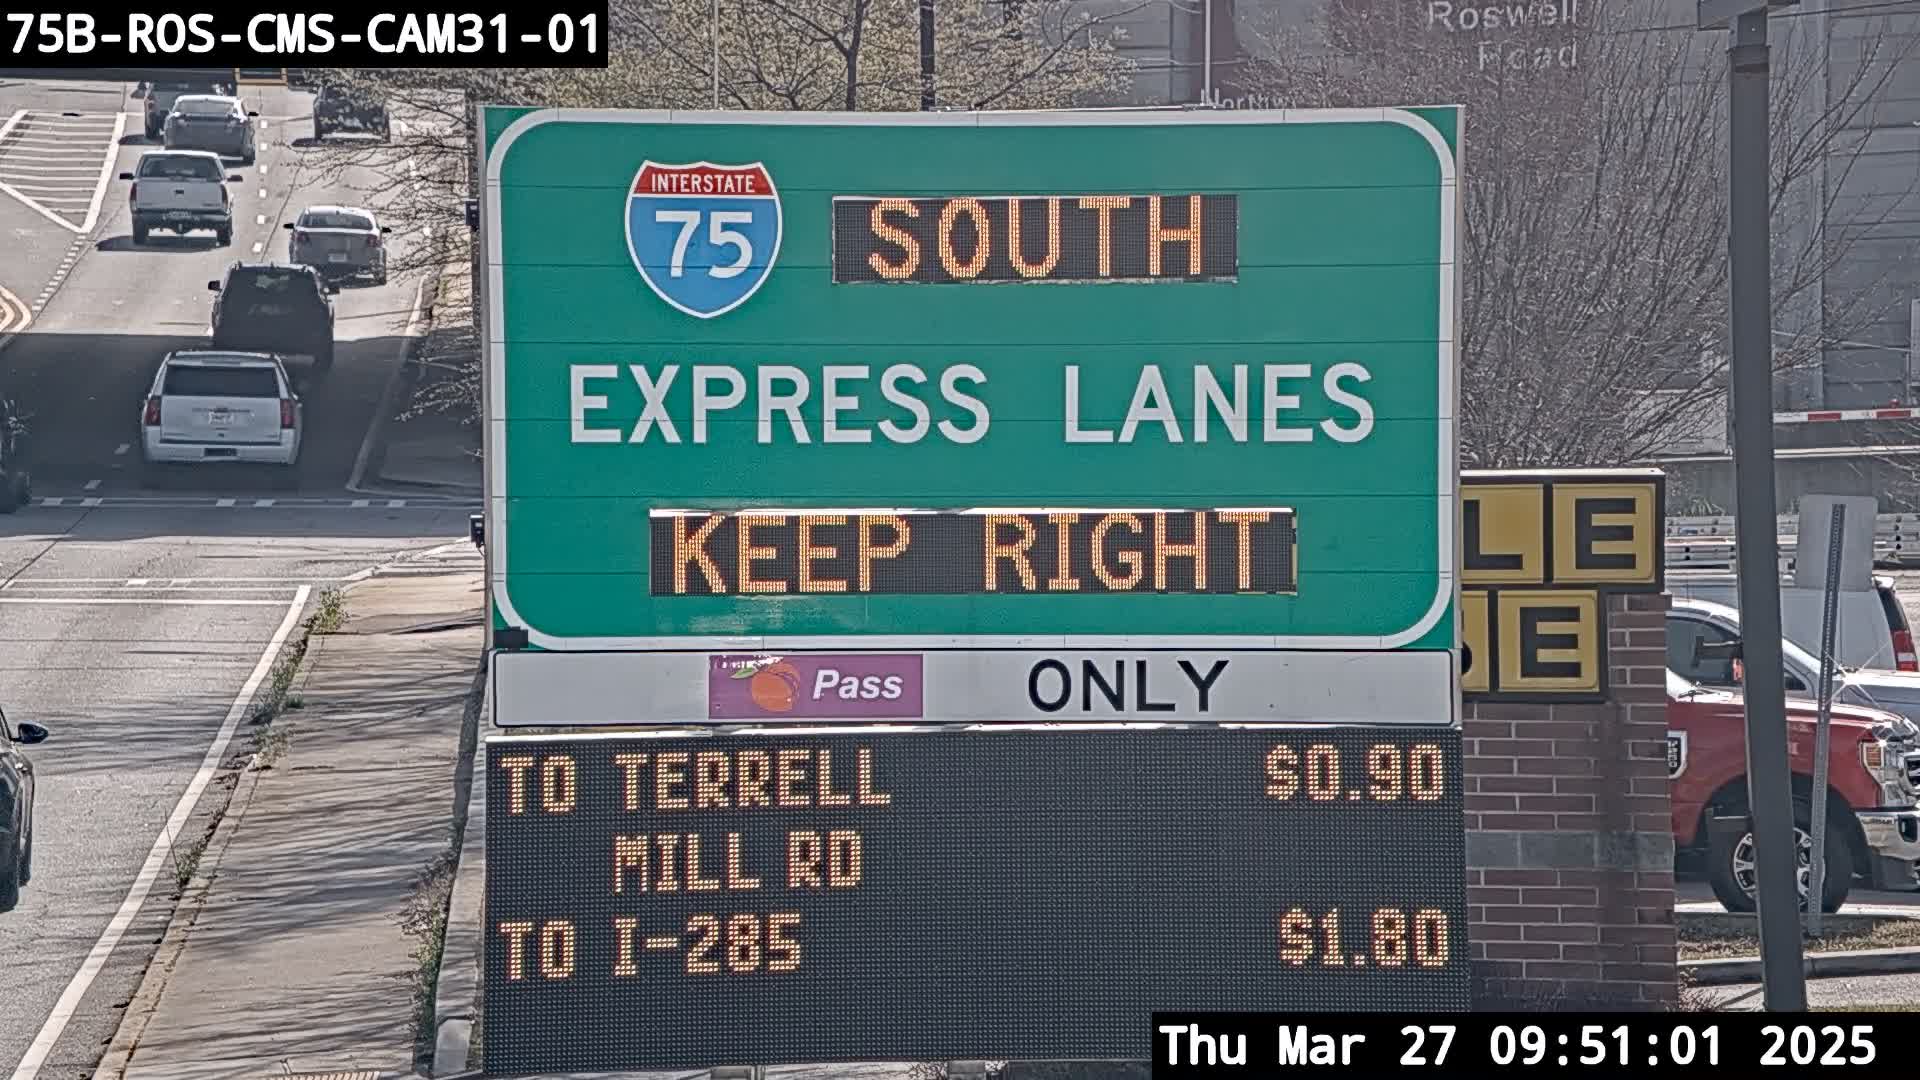 75B-ROS-CMS-CAM31-01
Roswell
Road
INTERSTATE
75
SOUTH
EXPRESS LANES
KEEP RIGHT
Pass
ONLY
TO TERRELL $0.90
MILL RD
TO I-285 $1.80
LE
E
Thu Mar 27 09:51:01 2025